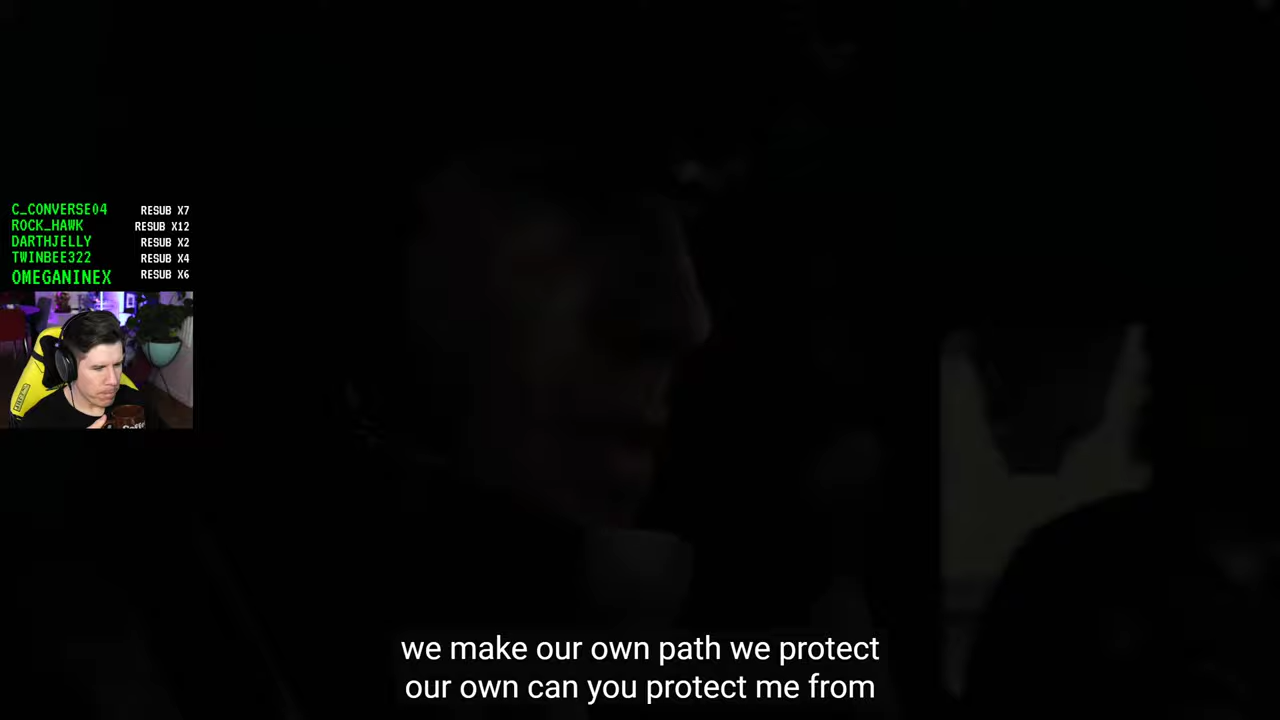 C_CONVERSE04 RESUB X7
ROCK_HAWK RESUB X12
DARTHJELLY RESUB X2
TWINBEE322 RESUB X4
OMEGANINEX RESUB X6
we make our own path we protect
our own can you protect me from